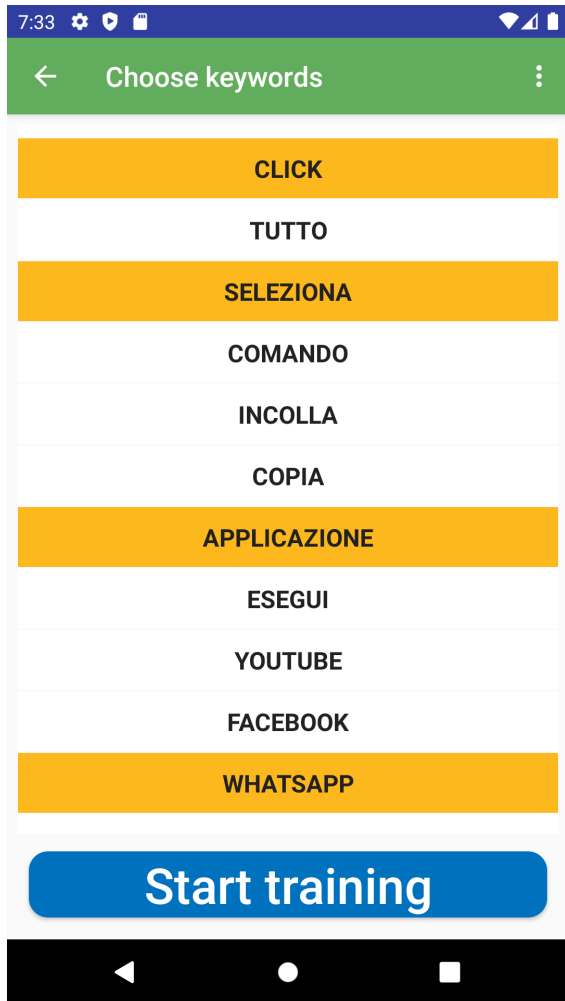 7:33
Choose keywords
CLICK
TUTTO
SELEZIONA
COMANDO
INCOLLA
COPIA
APPLICAZIONE
ESEGUI
YOUTUBE
FACEBOOK
WHATSAPP
Start training